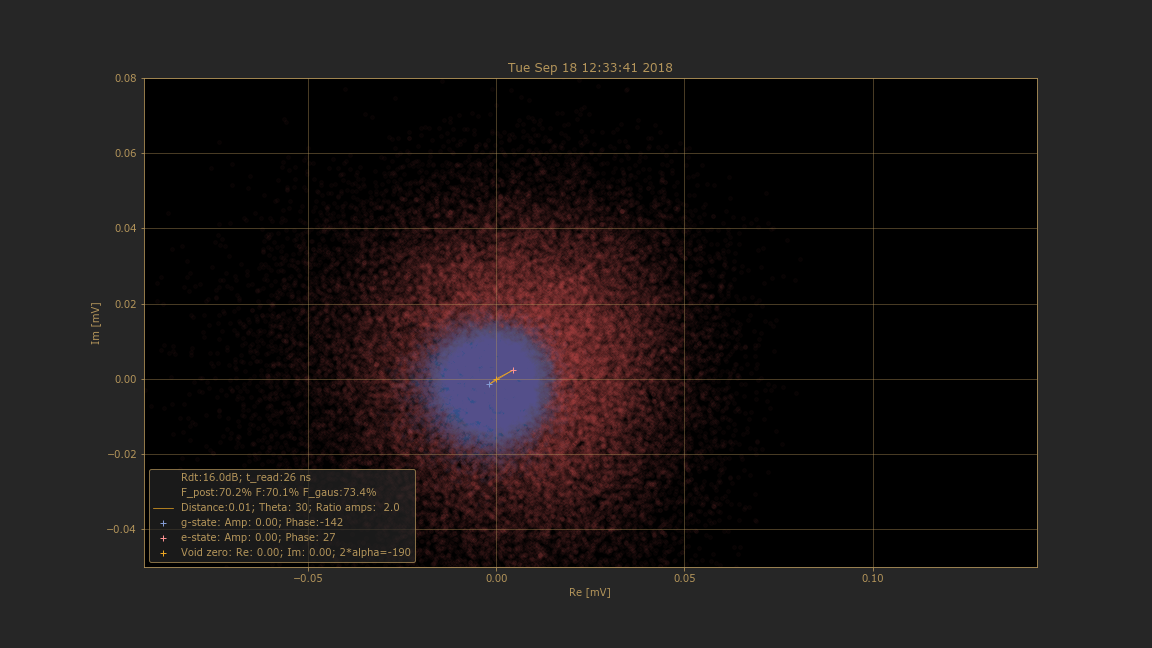 Tue Sep 18 12:33:41 2018
0.08
0.06
0.04
0.02
0.00
−0.02
−0.04
Im [mV]
Rdt:16.0dB; t_read:26 ns
F_post:70.2% F:70.1% F_gaus:73.4%
Distance:0.01; Theta: 30; Ratio amps:  2.0
g-state: Amp: 0.00; Phase:-142
e-state: Amp: 0.00; Phase: 27
Void zero: Re: 0.00; Im: 0.00; 2*alpha=-190
−0.05 0.00 0.05 0.10
Re [mV]